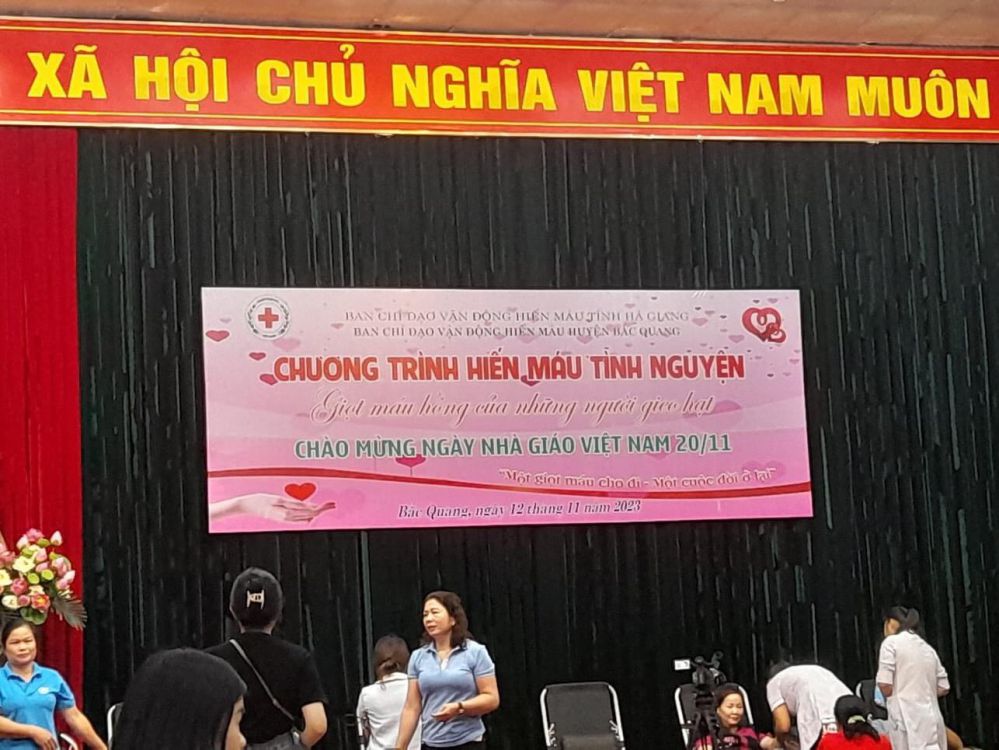 XÃ HỘI CHỦ NGHĨA VIỆT NAM MUÔN
BAN CHỈ ĐẠO VẬN ĐỘNG HIẾN MÁU TỈNH HÀ GIANG
BAN CHỈ ĐẠO VẬN ĐỘNG HIẾN MÁU HUYỆN BẮC QUANG
CHƯƠNG TRÌNH HIẾN MÁU TÌNH NGUYỆN
Giọt máu hồng của những người gieo hạt
CHÀO MỪNG NGÀY NHÀ GIÁO VIỆT NAM 20/11
"Một giọt máu cho đi - Một cuộc đời ở lại"
Bắc Quang, ngày 12 tháng 11 năm 2023